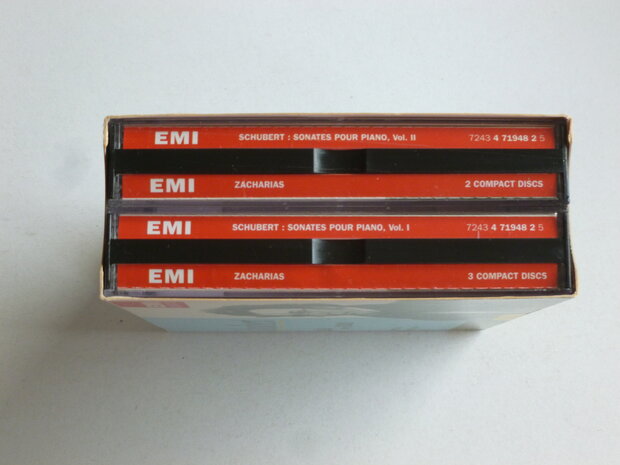 EMI SCHUBERT : SONATES POUR PIANO, Vol. II 7243 4 71948 2 5
EMI ZACHARIAS 2 COMPACT DISCS
EMI SCHUBERT : SONATES POUR PIANO, Vol. I 7243 4 71948 2 5
EMI ZACHARIAS 3 COMPACT DISCS